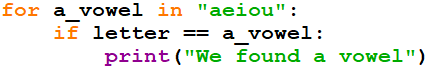 for a_vowel in "aeiou":
    if letter == a_vowel:
        print("We found a vowel")